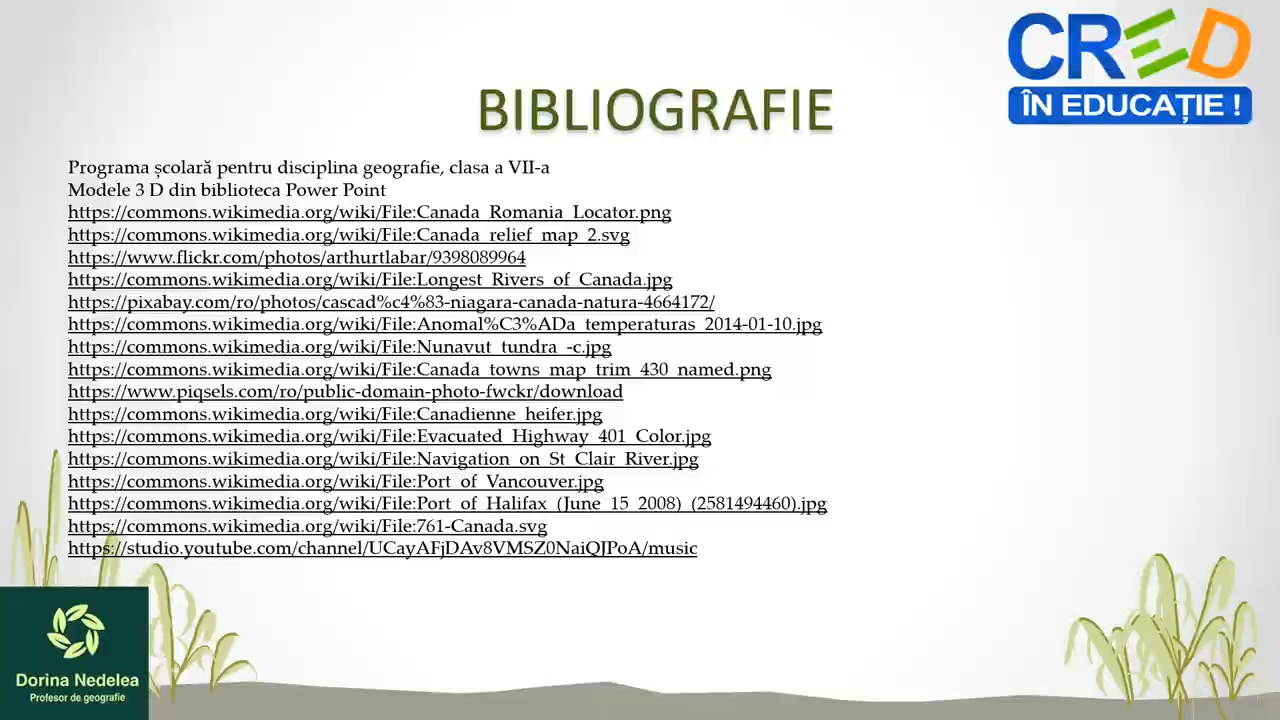 CRED
ÎN EDUCAȚIE !
BIBLIOGRAFIE
Programa școlară pentru disciplina geografie, clasa a VII-a
Modele 3 D din biblioteca Power Point
https://commons.wikimedia.org/wiki/File:Canada_Romania_Locator.png
https://commons.wikimedia.org/wiki/File:Canada_relief_map_2.svg
https://www.flickr.com/photos/arthurtlabar/9398089964
https://commons.wikimedia.org/wiki/File:Longest_Rivers_of_Canada.jpg
https://pixabay.com/ro/photos/cascad%c4%83-niagara-canada-natura-4664172/
https://commons.wikimedia.org/wiki/File:Anomal%C3%ADa_temperaturas_2014-01-10.jpg
https://commons.wikimedia.org/wiki/File:Nunavut_tundra_-c.jpg
https://commons.wikimedia.org/wiki/File:Canada_towns_map_trim_430_named.png
https://www.piqsels.com/ro/public-domain-photo-fwckr/download
https://commons.wikimedia.org/wiki/File:Canadienne_heifer.jpg
https://commons.wikimedia.org/wiki/File:Evacuated_Highway_401_Color.jpg
https://commons.wikimedia.org/wiki/File:Navigation_on_St_Clair_River.jpg
https://commons.wikimedia.org/wiki/File:Port_of_Vancouver.jpg
https://commons.wikimedia.org/wiki/File:Port_of_Halifax_(June_15_2008)_(2581494460).jpg
https://commons.wikimedia.org/wiki/File:761-Canada.svg
https://studio.youtube.com/channel/UCayAFjDAv8VMSZ0NaiQJPoA/music
Dorina Nedelea
Profesor de geografie